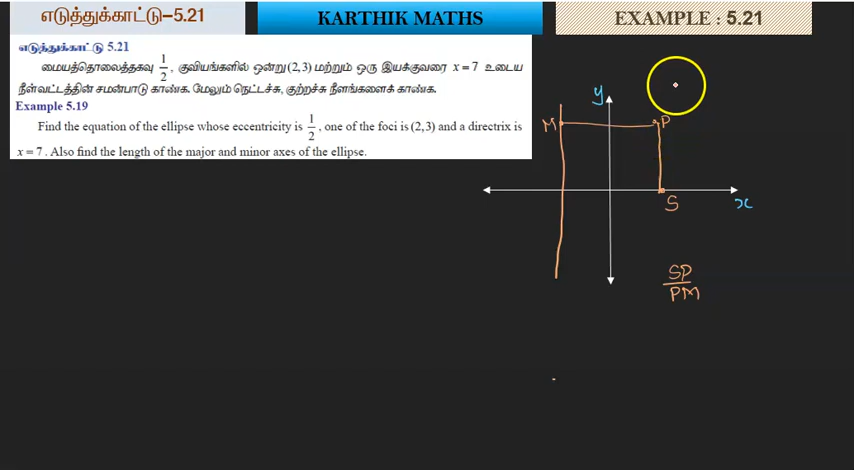 எடுத்துக்காட்டு-5.21
KARTHIK MATHS
EXAMPLE : 5.21
எடுத்துக்காட்டு 5.21
மையத்தொலைத்தகவு 1/2, குவியங்களில் ஒன்று (2,3) மற்றும் ஒரு இயக்குவரை x = 7 உடைய
நீள்வட்டத்தின் சமன்பாடு காண்க. மேலும் நெட்டச்சு, குற்றச்சு நீளங்களைக் காண்க.
Example 5.19
Find the equation of the ellipse whose eccentricity is 1/2, one of the foci is (2,3) and a directrix is
x = 7. Also find the length of the major and minor axes of the ellipse.
y
M
P
S
x
SP
PM